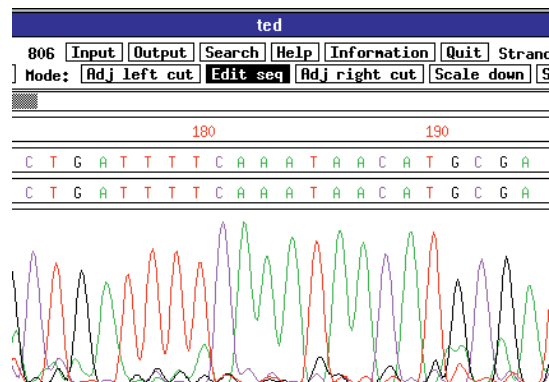 ted
806 Input Output Search Help Information Quit Strand
Mode: Adj left cut Edit seq Adj right cut Scale down S
180 190
C T G A T T T T C A A A T A A C A T G C G A
C T G A T T T T C A A A T A A C A T G C G A